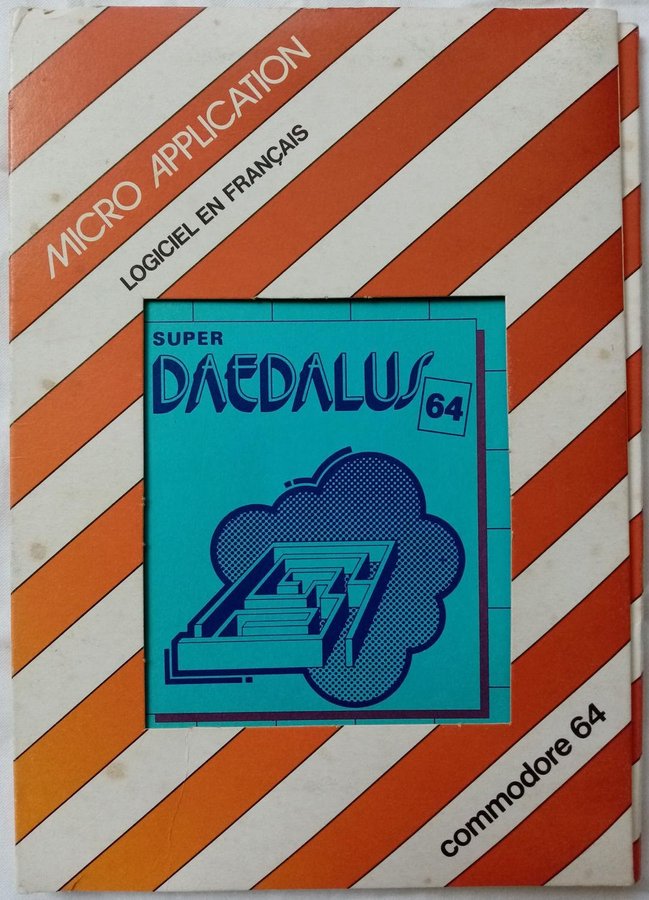 MICRO APPLICATION
LOGICIEL EN FRANÇAIS
SUPER
DAEDALUS
64
commodore 64